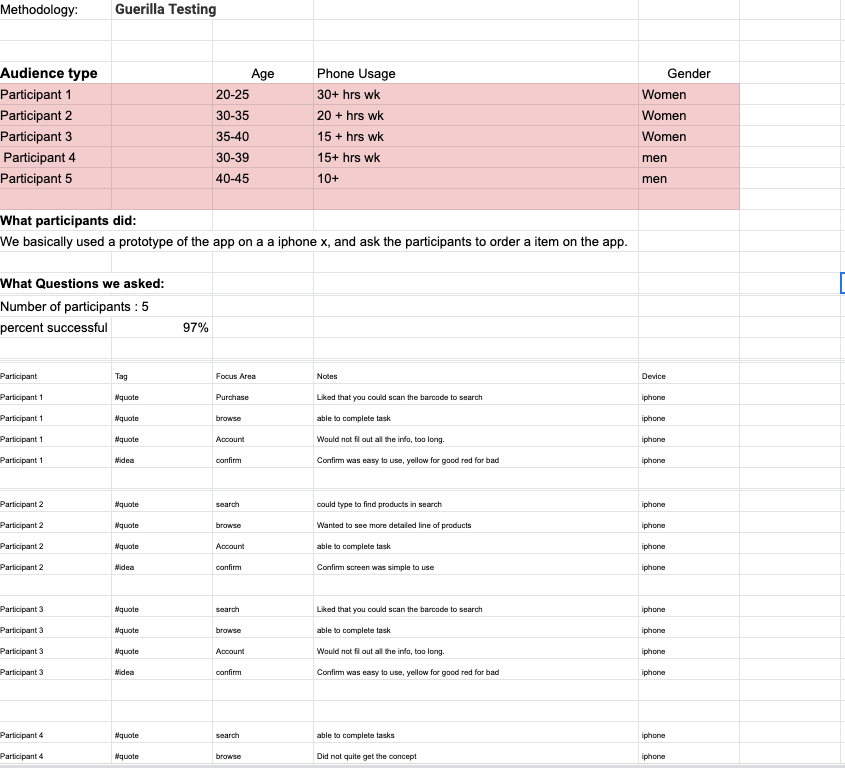 Methodology: Guerilla Testing
Audience type Age Phone Usage Gender
Participant 1 20-25 30+ hrs wk Women
Participant 2 30-35 20 + hrs wk Women
Participant 3 35-40 15 + hrs wk Women
Participant 4 30-39 15+ hrs wk men
Participant 5 40-45 10+ men
What participants did:
We basically used a prototype of the app on a a iphone x, and ask the participants to order a item on the app.
What Questions we asked:
Number of participants : 5
percent successful 97%
Participant Tag Focus Area Notes Device
Participant 1 #quote Purchase Liked that you could scan the barcode to search iphone
Participant 1 #quote browse able to complete task iphone
Participant 1 #quote Account Would not fil out all the info, too long. iphone
Participant 1 #idea confirm Confirm was easy to use, yellow for good red for bad iphone
Participant 2 #quote search could type to find products in search iphone
Participant 2 #quote browse Wanted to see more detailed line of products iphone
Participant 2 #quote Account able to complete task iphone
Participant 2 #idea confirm Confirm screen was simple to use iphone
Participant 3 #quote search Liked that you could scan the barcode to search iphone
Participant 3 #quote browse able to complete task iphone
Participant 3 #quote Account Would not fil out all the info, too long. iphone
Participant 3 #idea confirm Confirm was easy to use, yellow for good red for bad iphone
Participant 4 #quote search able to complete tasks iphone
Participant 4 #quote browse Did not quite get the concept iphone